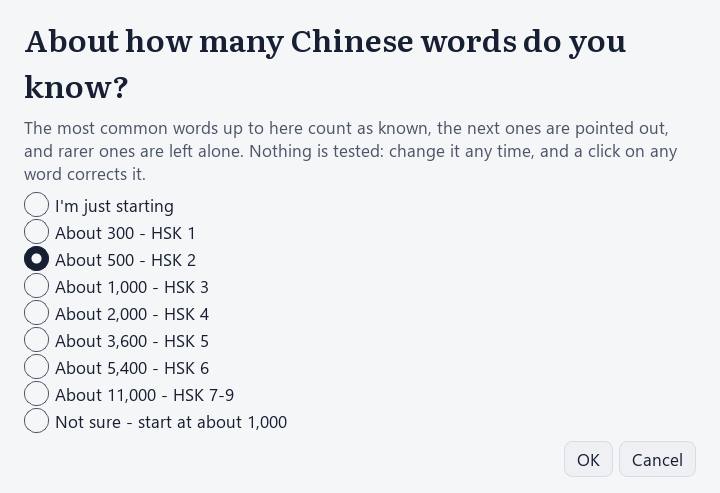 About how many Chinese words do you
know?
The most common words up to here count as known, the next ones are pointed out,
and rarer ones are left alone. Nothing is tested: change it any time, and a click on any
word corrects it.
I'm just starting
About 300 - HSK 1
About 500 - HSK 2
About 1,000 - HSK 3
About 2,000 - HSK 4
About 3,600 - HSK 5
About 5,400 - HSK 6
About 11,000 - HSK 7-9
Not sure - start at about 1,000
OK Cancel